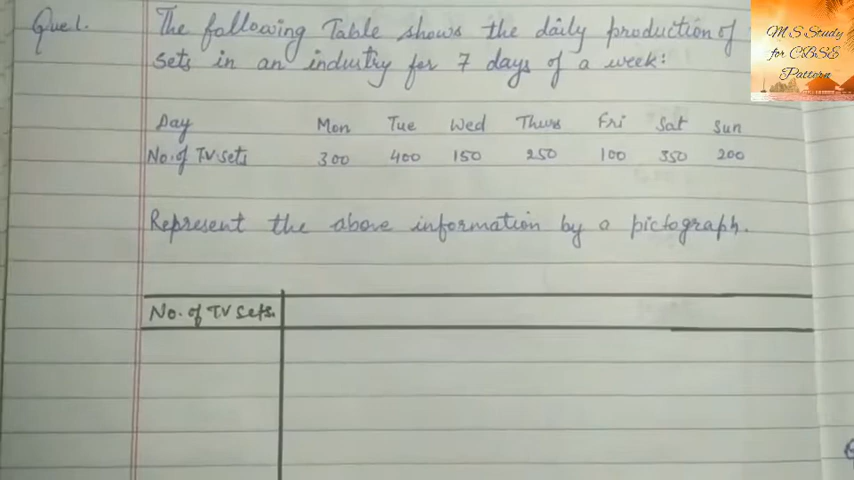 Que 1. The following Table shows the daily production of
sets in an industry for 7 days of a week:
Day Mon Tue Wed Thurs Fri Sat Sun
No. of TV sets 300 400 150 250 100 350 200
Represent the above information by a pictograph.
No. of TV sets.
M S Study
for CBSE
Pattern